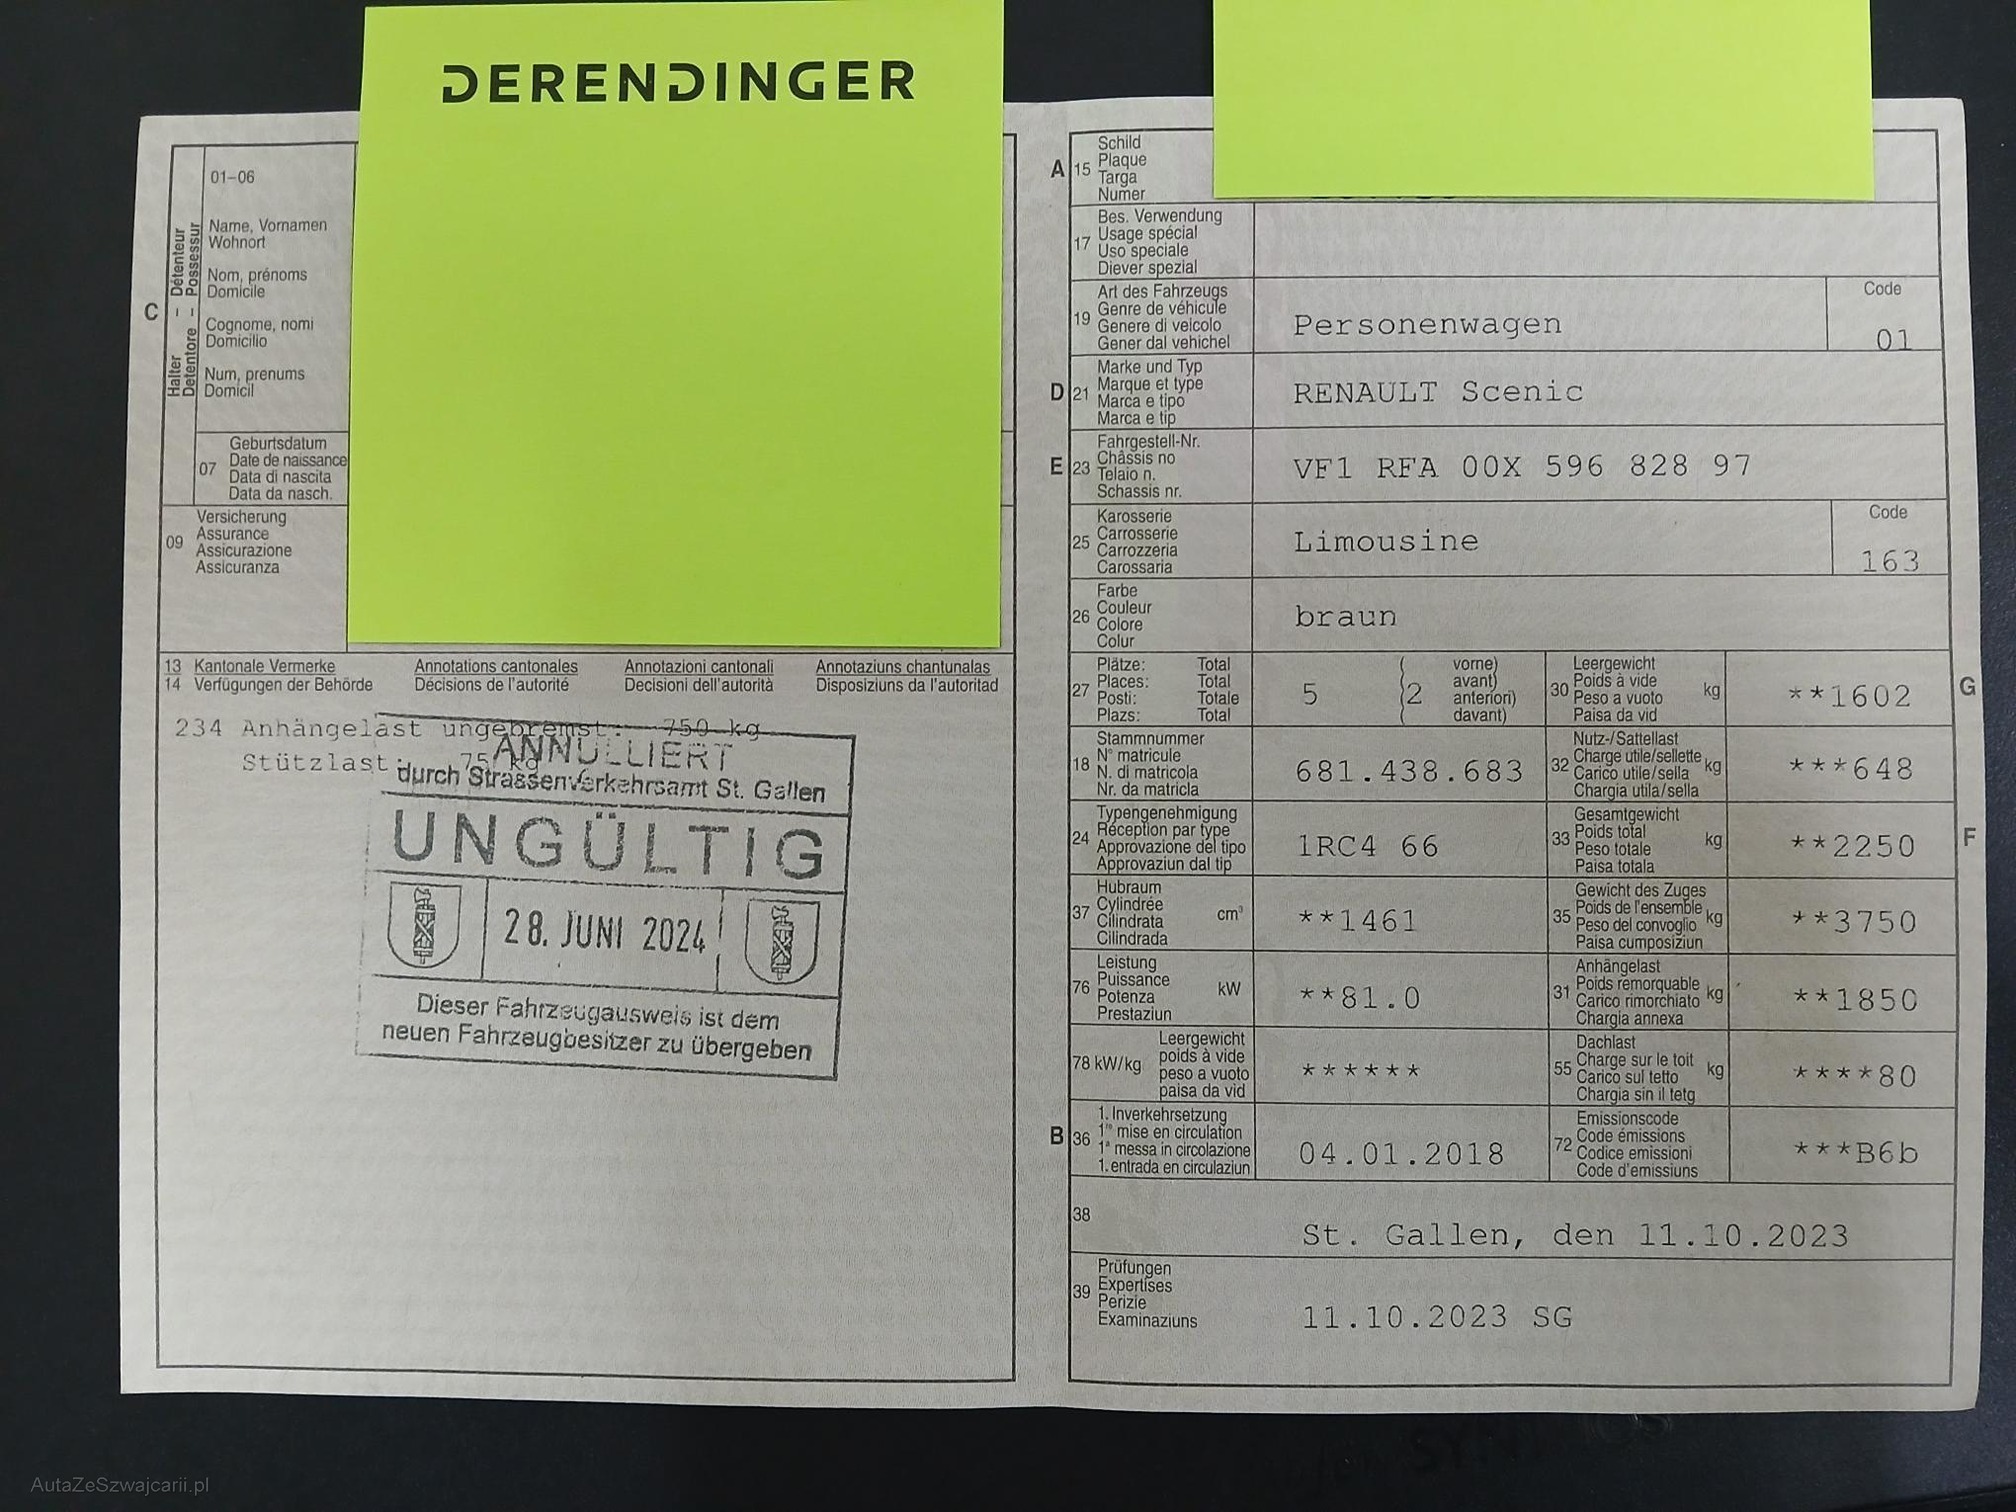 DERENDINGER
01-06
Name, Vornamen
Wohnort
Nom, prénoms
Domicile
Cognome, nomi
Domicilio
Num, prenums
Domicil
Halter – Détenteur
Detentore – Possessur
C
07
Geburtsdatum
Date de naissance
Data di nascita
Data da nasch.
09
Versicherung
Assurance
Assicurazione
Assicuranza
13 Kantonale Vermerke Annotations cantonales Annotazioni cantonali Annotaziuns chantunalas
14 Verfügungen der Behörde Décisions de l'autorité Decisioni dell'autorità Disposiziuns da l'autoritad
234 Anhängelast ungebremst: 750 kg
Stützlast: 75 kg
ANNULLIERT
durch Strassenverkehrsamt St. Gallen
UNGÜLTIG
28. JUNI 2024
Dieser Fahrzeugausweis ist dem
neuen Fahrzeugbesitzer zu übergeben
A 15
Schild
Plaque
Targa
Numer
17
Bes. Verwendung
Usage spécial
Uso speciale
Diever spezial
19
Art des Fahrzeugs
Genre de véhicule
Genere di veicolo
Gener dal vehichel
Personenwagen
Code
01
D 21
Marke und Typ
Marque et type
Marca e tipo
Marca e tip
RENAULT Scenic
E 23
Fahrgestell-Nr.
Châssis no
Telaio n.
Schassis nr.
VF1 RFA 00X 596 828 97
25
Karosserie
Carrosserie
Carrozzeria
Carossaria
Limousine
Code
163
26
Farbe
Couleur
Colore
Colur
braun
27
Plätze: Total
Places: Total
Posti: Totale
Plazs: Total
5
(2
vorne)
avant)
anteriori)
davant)
30
Leergewicht
Poids à vide
Peso a vuoto
Paisa da vid
kg
**1602
G
18
Stammnummer
N° matricule
N. di matricola
Nr. da matricla
681.438.683
32
Nutz-/Sattellast
Charge utile/sellette
Carico utile/sella
Chargia utila/sella
kg
***648
24
Typengenehmigung
Réception par type
Approvazione del tipo
Approvaziun dal tip
1RC4 66
33
Gesamtgewicht
Poids total
Peso totale
Paisa totala
kg
**2250
F
37
Hubraum
Cylindrée
Cilindrata
Cilindrada
cm³
**1461
35
Gewicht des Zuges
Poids de l'ensemble
Peso del convoglio
Paisa cumposiziun
kg
**3750
76
Leistung
Puissance
Potenza
Prestaziun
kW
**81.0
31
Anhängelast
Poids remorquable
Carico rimorchiato
Chargia annexa
kg
**1850
78 kW/kg
Leergewicht
poids à vide
peso a vuoto
paisa da vid
******
55
Dachlast
Charge sur le toit
Carico sul tetto
Chargia sin il tetg
kg
****80
B 36
1. Inverkehrsetzung
1re mise en circulation
1a messa in circolazione
1. entrada en circulaziun
04.01.2018
72
Emissionscode
Code émissions
Codice emissioni
Code d'emissiuns
***B6b
38
St. Gallen, den 11.10.2023
39
Prüfungen
Expertises
Perizie
Examinaziuns
11.10.2023 SG
AutaZeSzwajcarii.pl